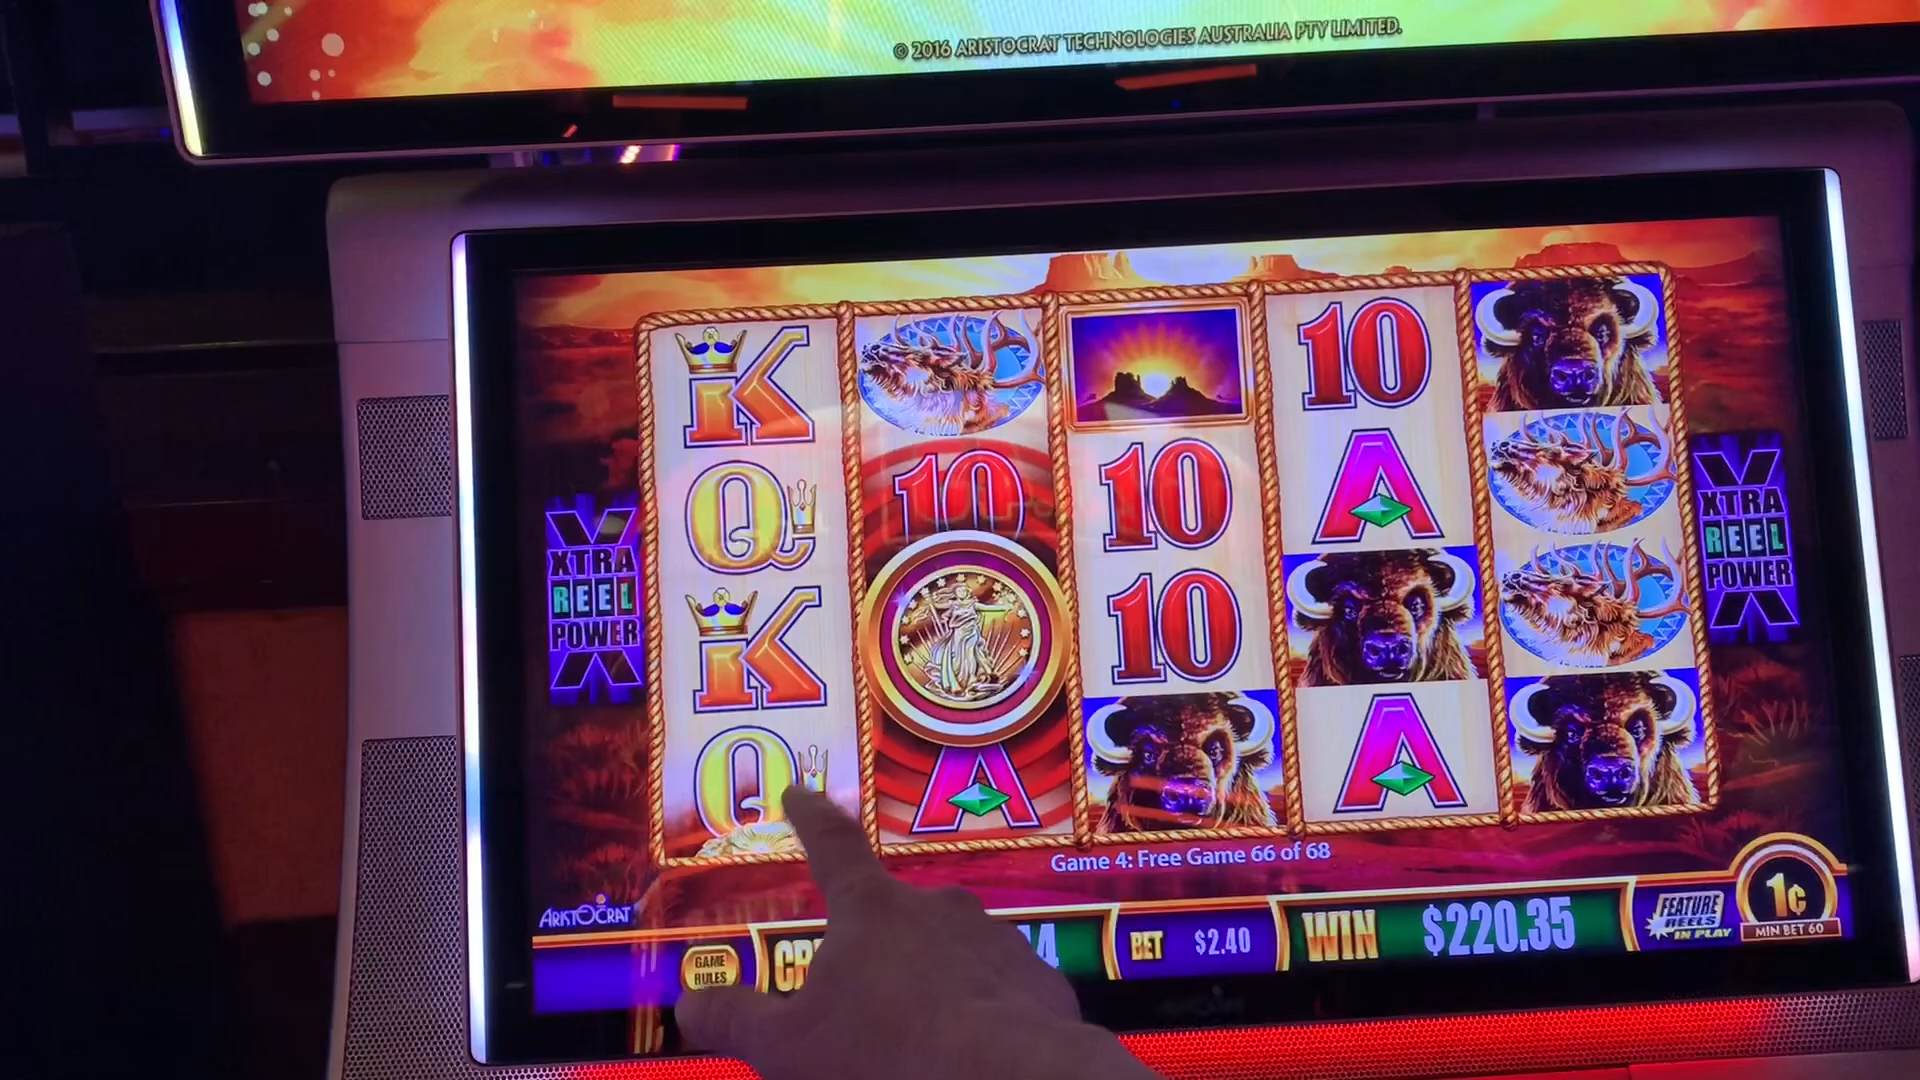 © 2016 ARISTOCRAT TECHNOLOGIES AUSTRALIA PTY LIMITED.
K
10
Q
10
10
A
K
10
Q
A
A
XTRA
REEL
POWER
XTRA
REEL
POWER
Game 4: Free Game 66 of 68
ARISTOCRAT
GAME
RULES
BET $2.40
WIN $220.35
FEATURE
REELS
IN PLAY
1¢
MIN BET 60